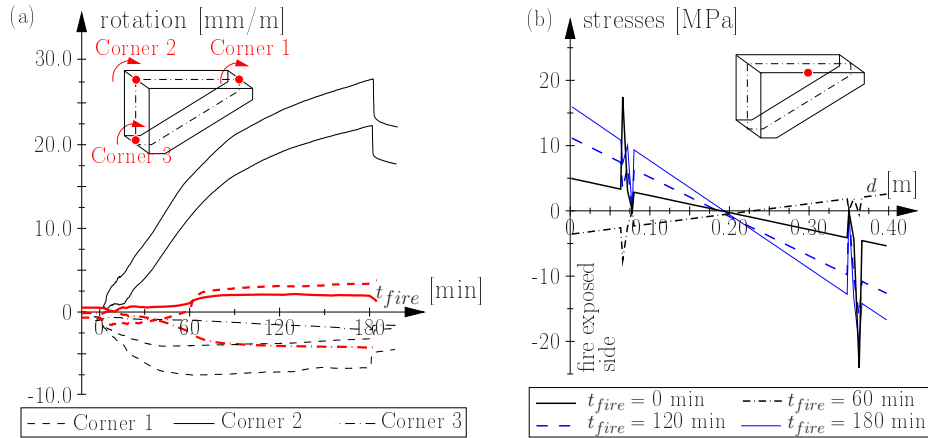 (a)
rotation [mm/m]
Corner 2
Corner 1
Corner 3
30.0
20.0
10.0
0
-10.0
0
60
120
180
t_fire [min]
Corner 1
Corner 2
Corner 3
(b)
stresses [MPa]
20
10
0
-10
-20
0
0.10
0.20
0.30
0.40
d [m]
fire exposed
side
t_fire = 0 min
t_fire = 60 min
t_fire = 120 min
t_fire = 180 min